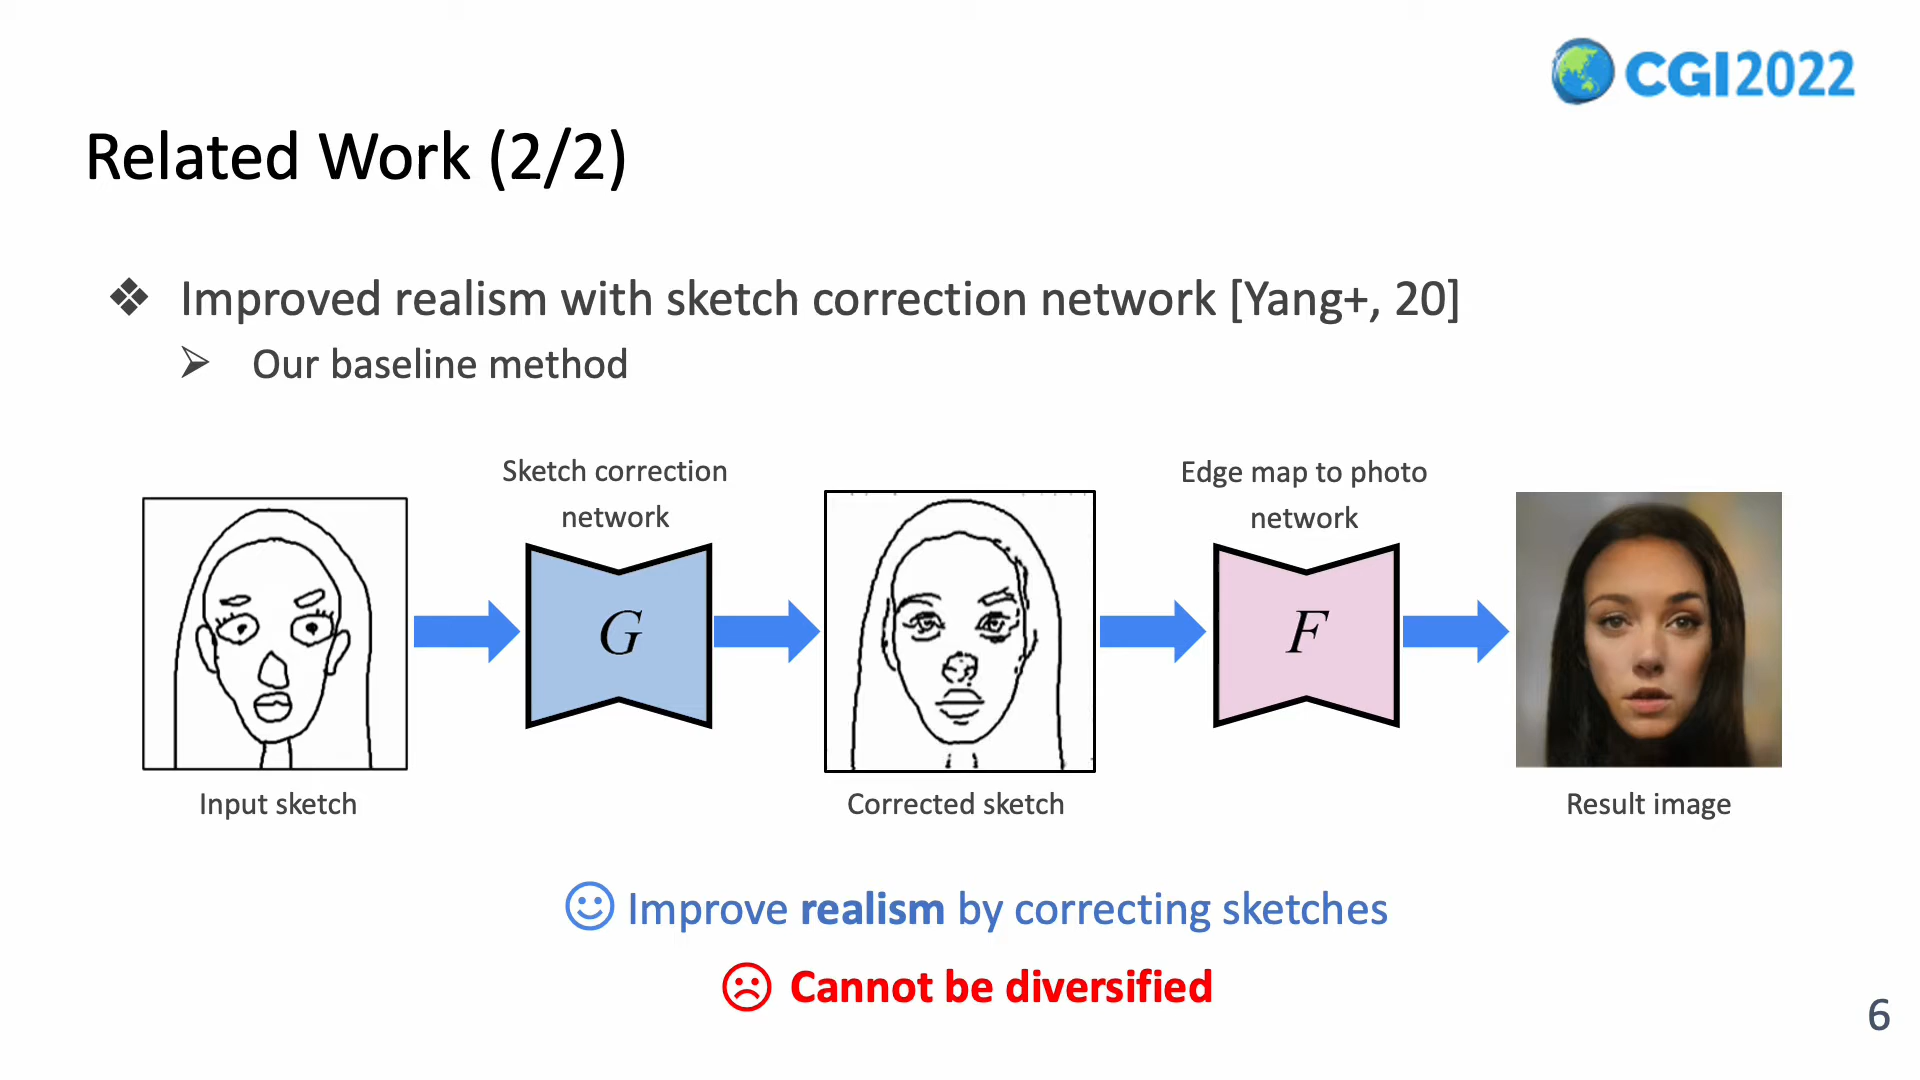 CGI2022
Related Work (2/2)
❖ Improved realism with sketch correction network [Yang+, 20]
➢ Our baseline method
Sketch correction
network
Edge map to photo
network
G
F
Input sketch
Corrected sketch
Result image
Improve realism by correcting sketches
Cannot be diversified
6